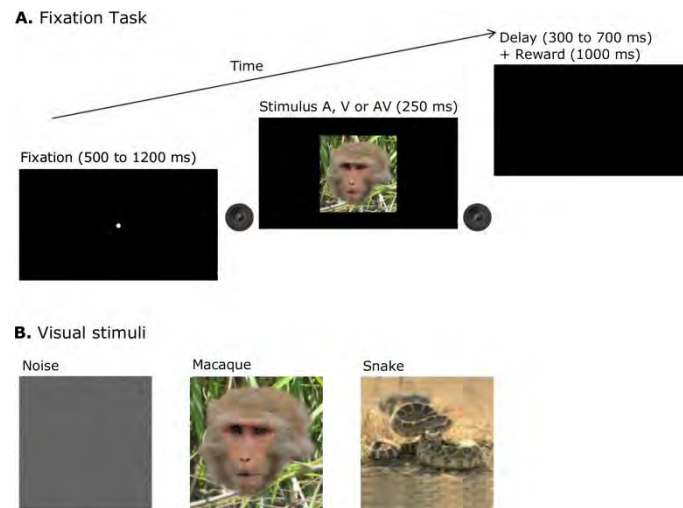 A. Fixation Task
Delay (300 to 700 ms)
+ Reward (1000 ms)
Time
Stimulus A, V or AV (250 ms)
Fixation (500 to 1200 ms)
B. Visual stimuli
Noise
Macaque
Snake